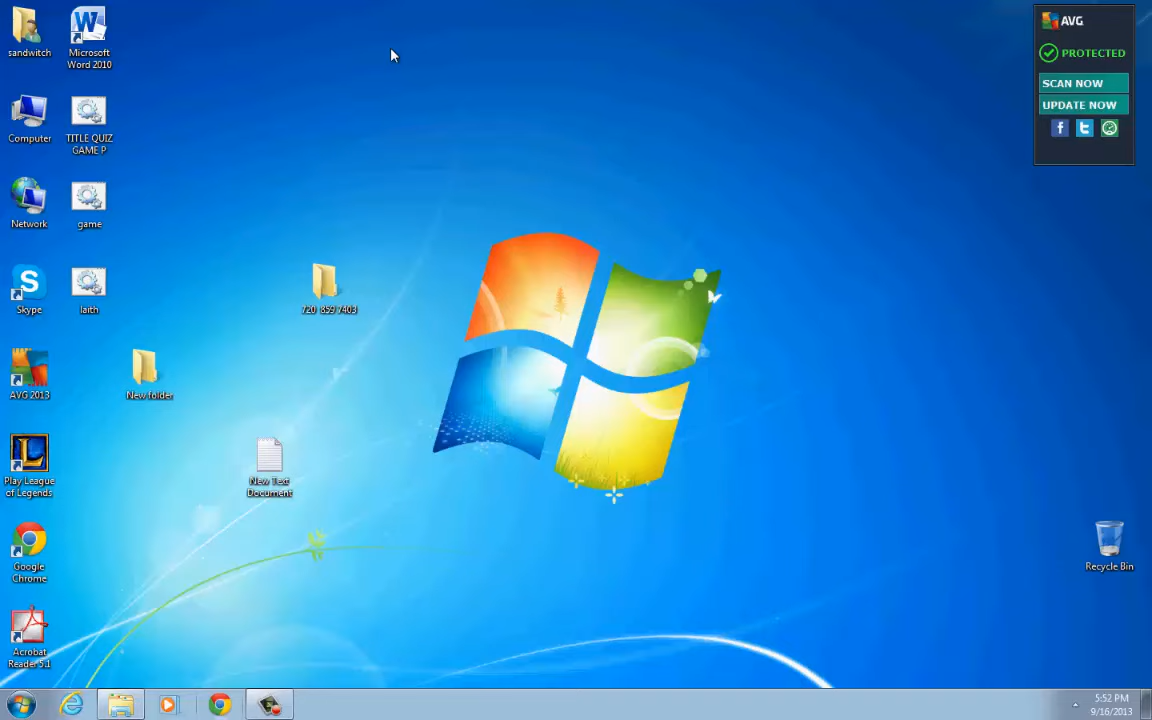 sandwitch
Microsoft
Word 2010
Computer
TITLE QUIZ
GAME P
Network
game
Skype
laith
AVG 2013
New folder
720 859 7403
Play League
of Legends
New Text
Document
Google
Chrome
Acrobat
Reader 5.1
AVG
PROTECTED
SCAN NOW
UPDATE NOW
Recycle Bin
5:52 PM
9/16/2013